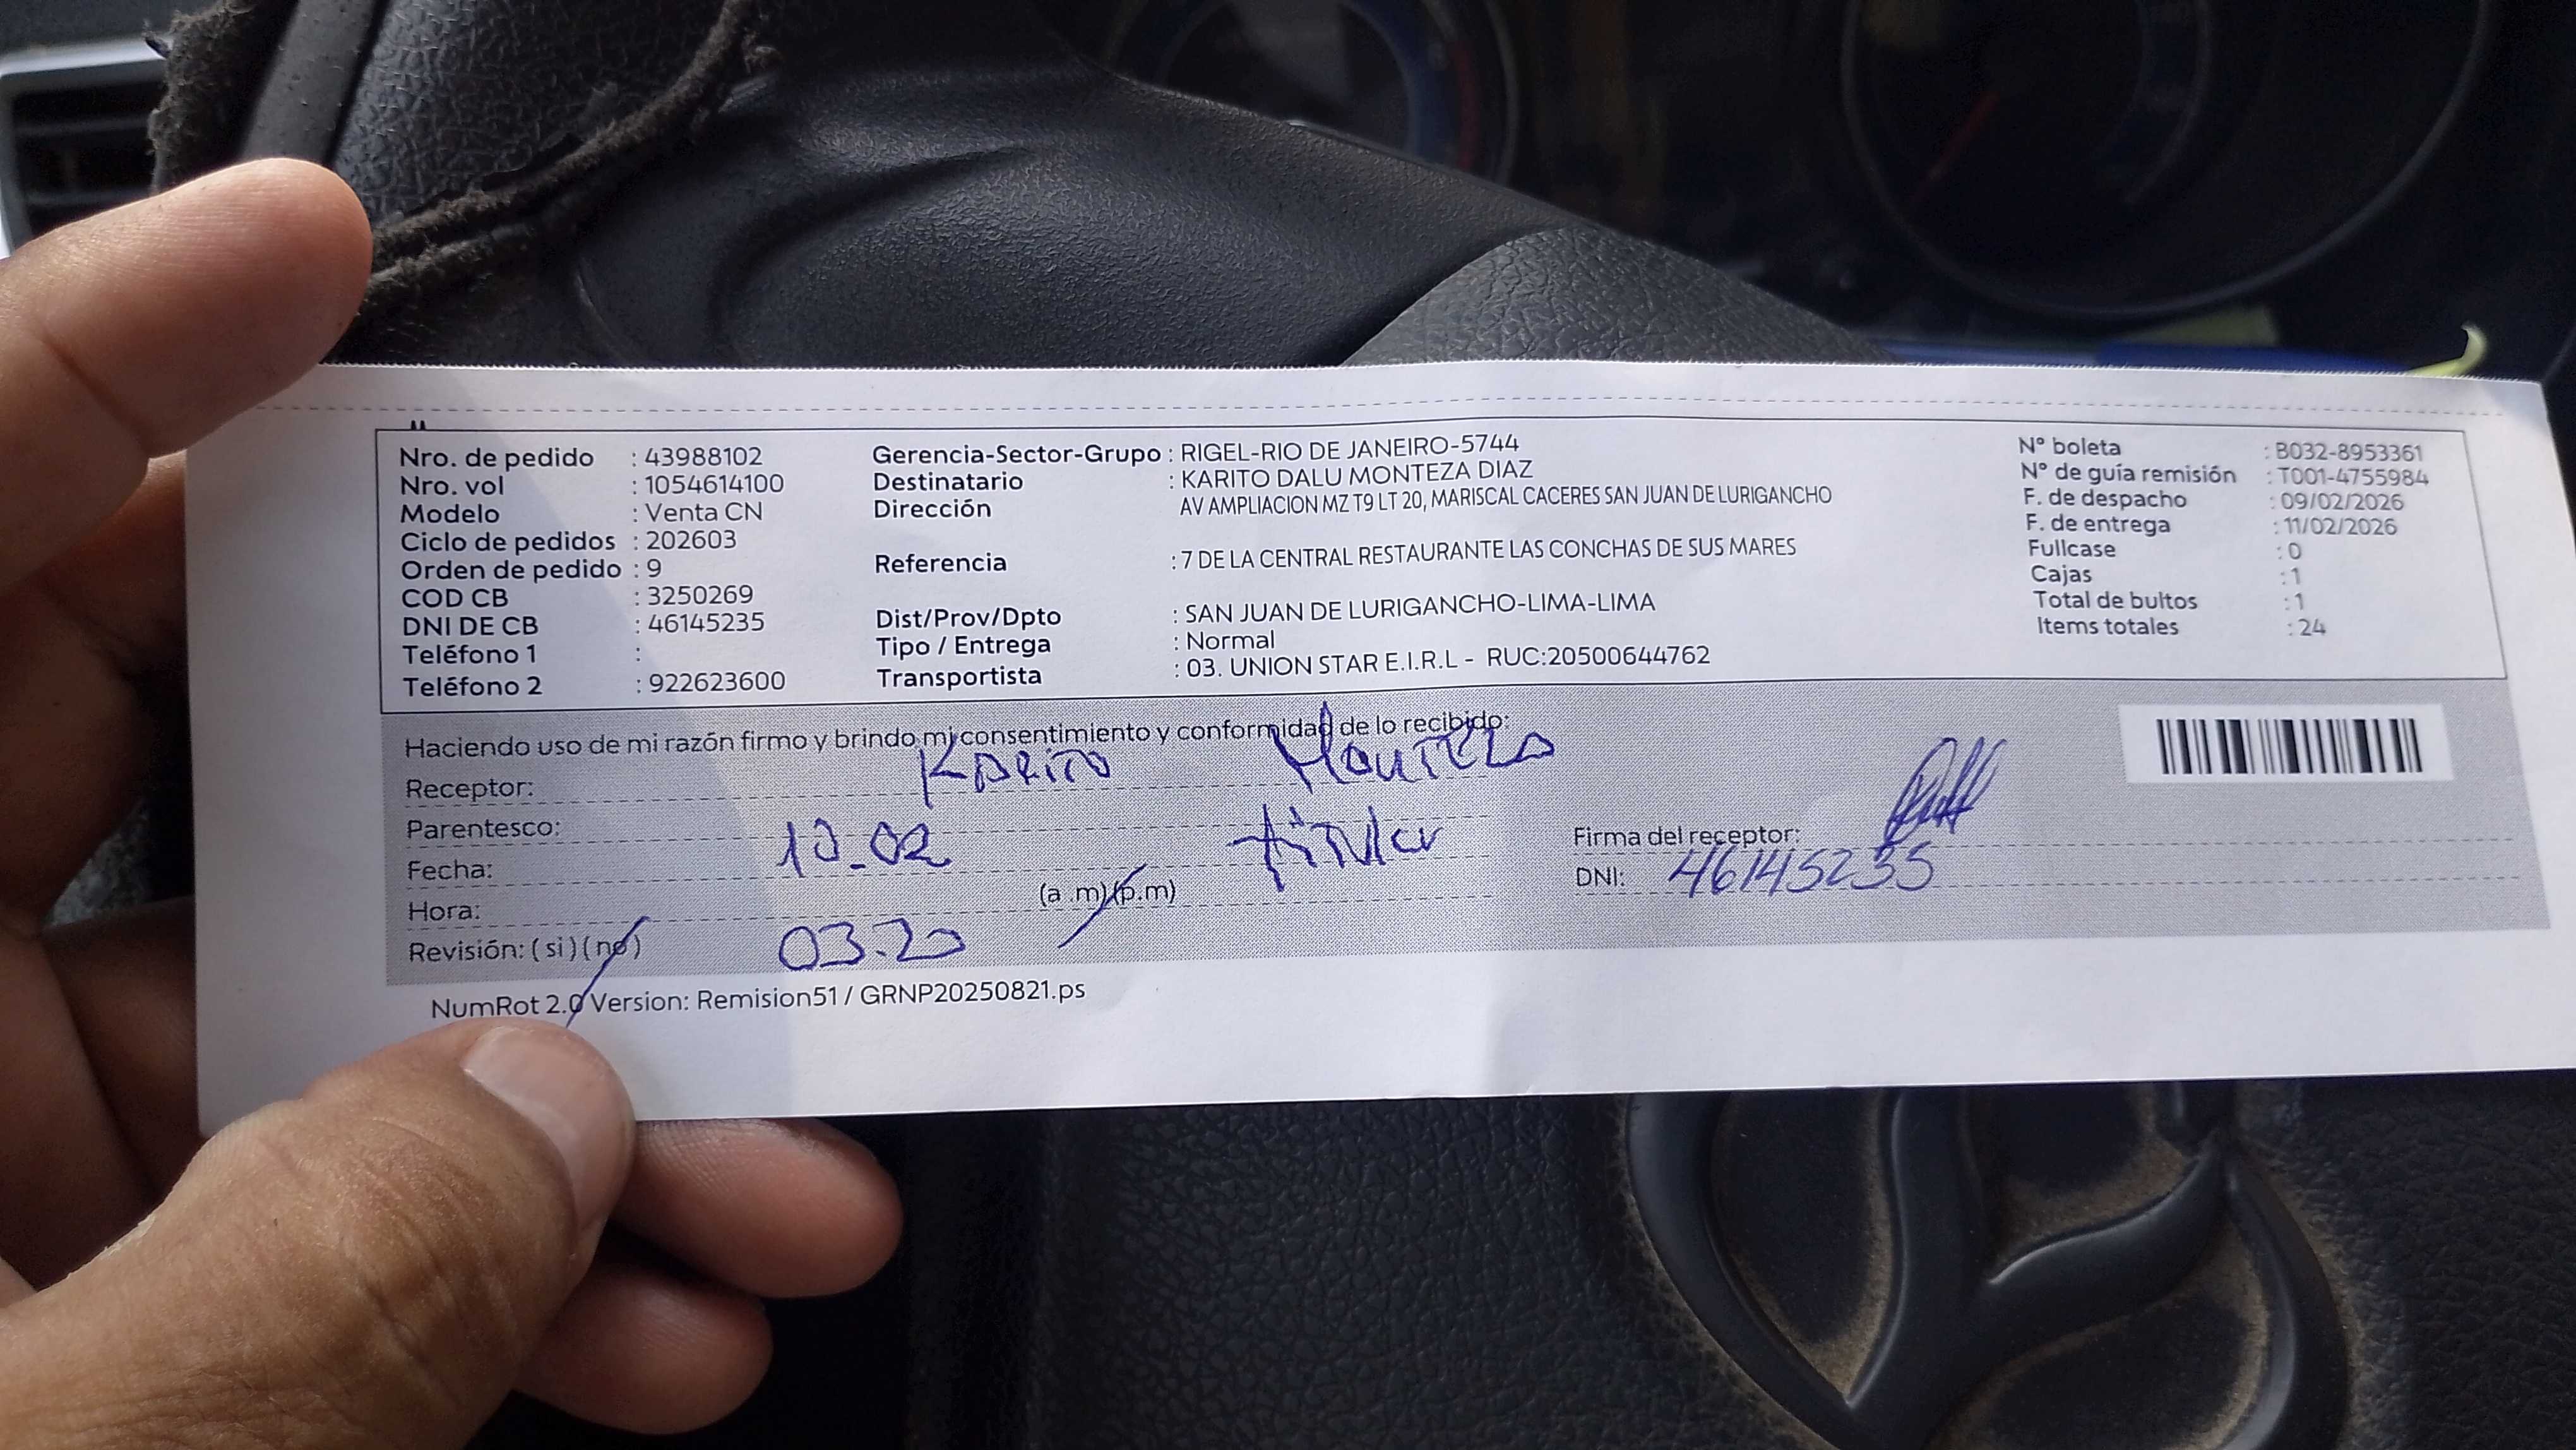 Nro. de pedido : 43988102
Nro. vol : 1054614100
Modelo : Venta CN
Ciclo de pedidos : 202603
Orden de pedido : 9
COD CB : 3250269
DNI DE CB : 46145235
Teléfono 1 :
Teléfono 2 : 922623600
Gerencia-Sector-Grupo : RIGEL-RIO DE JANEIRO-5744
Destinatario : KARITO DALU MONTEZA DIAZ
Dirección AV AMPLIACION MZ T9 LT 20, MARISCAL CACERES SAN JUAN DE LURIGANCHO
Referencia : 7 DE LA CENTRAL RESTAURANTE LAS CONCHAS DE SUS MARES
Dist/Prov/Dpto : SAN JUAN DE LURIGANCHO-LIMA-LIMA
Tipo / Entrega : Normal
Transportista : 03. UNION STAR E.I.R.L - RUC:20500644762
N° boleta : B032-8953361
N° de guía remisión : T001-4755984
F. de despacho : 09/02/2026
F. de entrega : 11/02/2026
Fullcase : 0
Cajas : 1
Total de bultos : 1
Items totales : 24
Haciendo uso de mi razón firmo y brindo mi consentimiento y conformidad de lo recibido:
Receptor: Karito Monteza
Parentesco: titular
Fecha: 10-02
Hora: 03.20 (a .m)(p.m)
Revisión: (si)(no)
Firma del receptor:
DNI: 46145235
NumRot 2.0 Version: Remision51 / GRNP20250821.ps